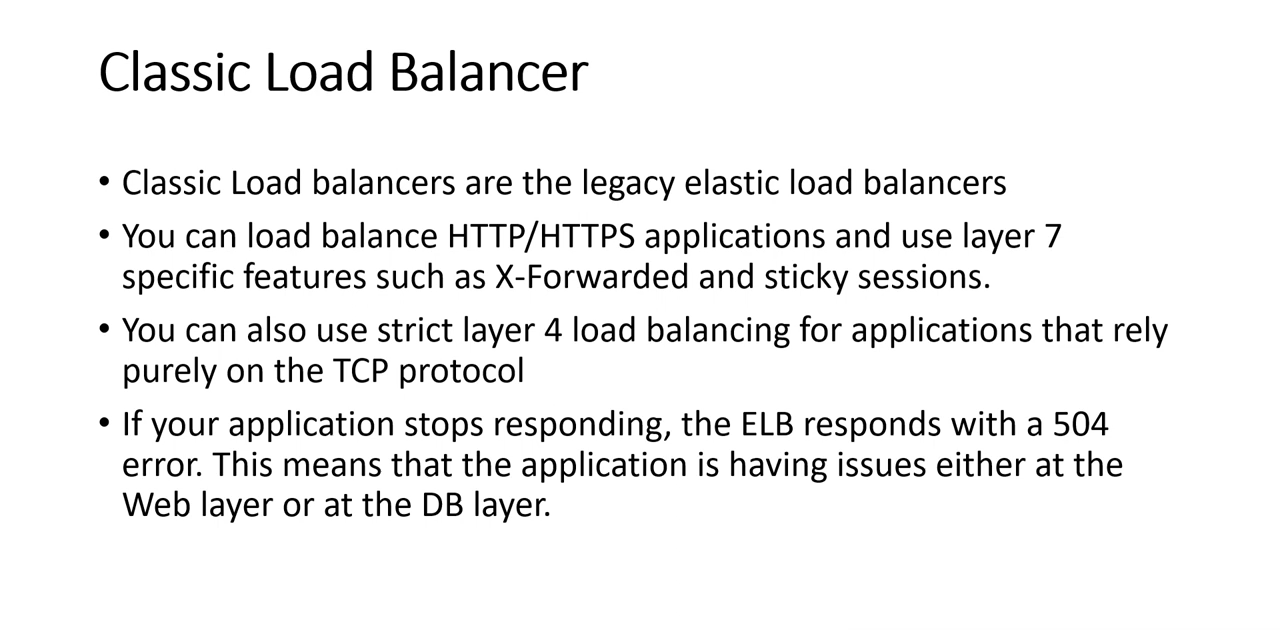 Classic Load Balancer
• Classic Load balancers are the legacy elastic load balancers
• You can load balance HTTP/HTTPS applications and use layer 7
specific features such as X-Forwarded and sticky sessions.
• You can also use strict layer 4 load balancing for applications that rely
purely on the TCP protocol
• If your application stops responding, the ELB responds with a 504
error. This means that the application is having issues either at the
Web layer or at the DB layer.